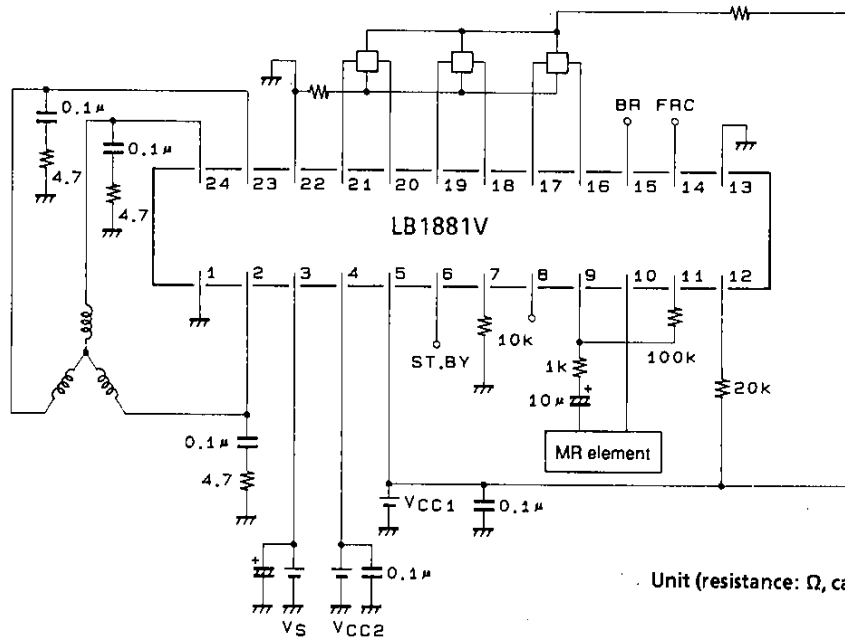 BR FRC
0.1μ
0.1μ
4.7
4.7
24 23 22 21 20 19 18 17 16 15 14 13
LB1881V
1 2 3 4 5 6 7 8 9 10 11 12
10k
ST.BY
1k
100k
10μ
+
20k
MR element
0.1μ
4.7
VCC1
0.1μ
+
0.1μ
VS
VCC2
Unit (resistance: Ω, ca